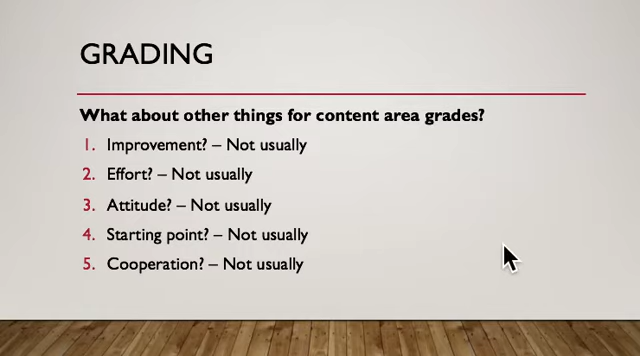 GRADING
What about other things for content area grades?
1. Improvement? – Not usually
2. Effort? – Not usually
3. Attitude? – Not usually
4. Starting point? – Not usually
5. Cooperation? – Not usually